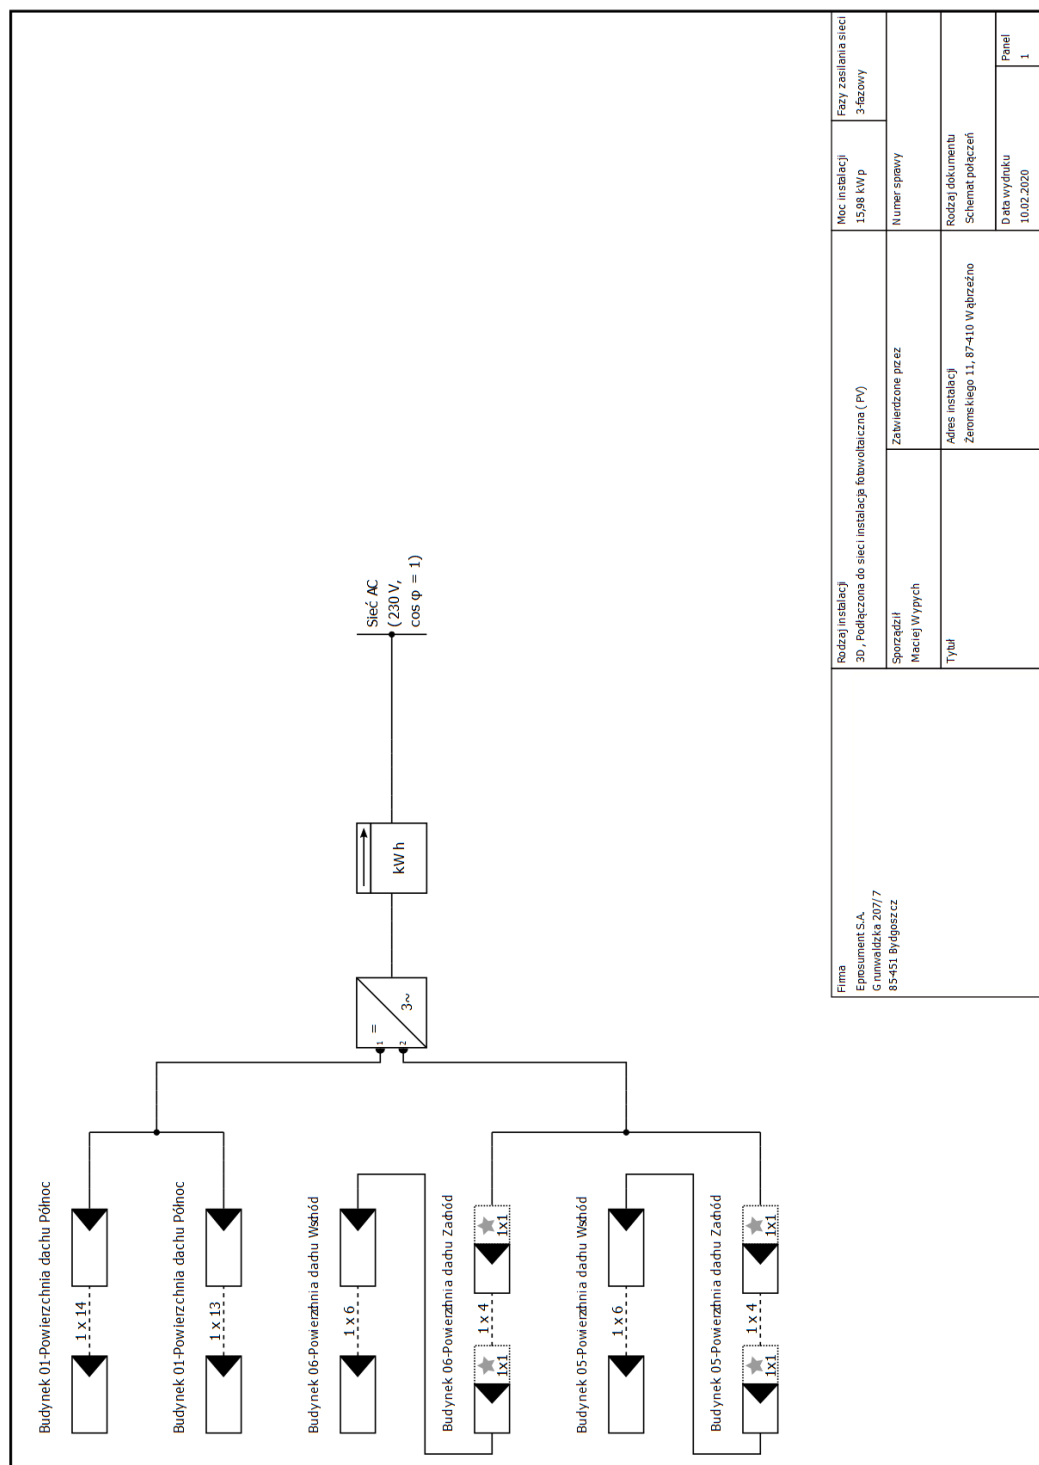 Budynek 01-Powierzchnia dachu Północ
1 x 14
Budynek 01-Powierzchnia dachu Północ
1 x 13
Budynek 06-Powierzchnia dachu Wschód
1 x 6
Budynek 06-Powierzchnia dachu Zachód
1x1
1 x 4
1x1
Budynek 05-Powierzchnia dachu Wschód
1 x 6
Budynek 05-Powierzchnia dachu Zachód
1x1
1 x 4
1x1
1
2
=
3~
kWh
Sieć AC
(230 V,
cos φ = 1)
Firma
Eprosument S.A.
Grunwaldzka 207/7
85-451 Bydgoszcz
Rodzaj instalacji
3D, Podłączona do sieci instalacja fotowoltaiczna (PV)
Moc instalacji
15,98 kWp
Fazy zasilania sieci
3-fazowy
Sporządził
Maciej Wypych
Zatwierdzone przez
Numer sprawy
Tytuł
Adres instalacji
Żeromskiego 11, 87-410 Wąbrzeźno
Rodzaj dokumentu
Schemat połączeń
Data wydruku
10.02.2020
Panel
1